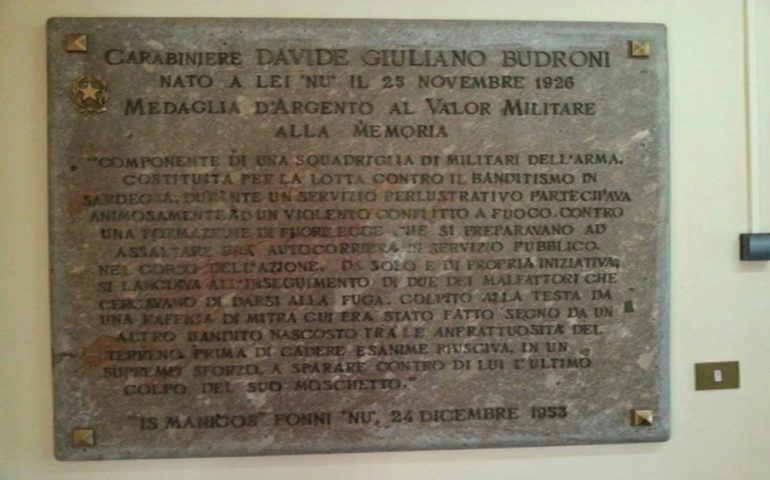 CARABINIERE DAVIDE GIULIANO BUDRONI
NATO A LEI "NU" IL 25 NOVEMBRE 1926
MEDAGLIA D'ARGENTO AL VALOR MILITARE
ALLA MEMORIA
"COMPONENTE DI UNA SQUADRIGLIA DI MILITARI DELL'ARMA,
COSTITUITA PER LA LOTTA CONTRO IL BANDITISMO IN
SARDEGNA, DURANTE UN SERVIZIO PERLUSTRATIVO PARTECIPAVA
ANIMOSAMENTE AD UN VIOLENTO CONFLITTO A FUOCO, CONTRO
UNA FORMAZIONE DI FUORILEGGE CHE SI PREPARAVANO AD
ASSALTARE UNA AUTOCORRIERA IN SERVIZIO PUBBLICO.
NEL CORSO DELL'AZIONE, DA SOLO E DI PROPRIA INIZIATIVA,
SI LANCIAVA ALL'INSEGUIMENTO DI DUE DEI MALFATTORI CHE
CERCAVANO DI DARSI ALLA FUGA. COLPITO ALLA TESTA DA
UNA RAFFICA DI MITRA CUI ERA STATO FATTO SEGNO DA UN
ALTRO BANDITO NASCOSTO TRA LE ANFRATTUOSITÀ DEL
TERRENO, PRIMA DI CADERE ESANIME RIUSCIVA, IN UN
SUPREMO SFORZO, A SPARARE CONTRO DI LUI L'ULTIMO
COLPO DEL SUO MOSCHETTO."
"IS MANIGOS" FONNI "NU", 24 DICEMBRE 1953